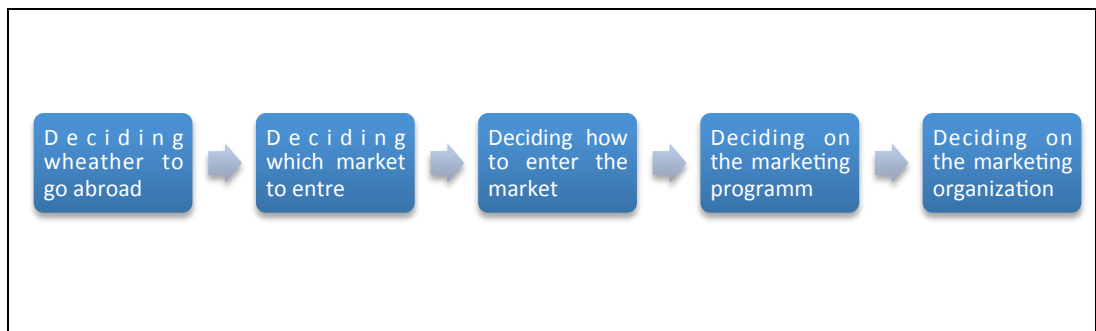 Deciding
wheather to
go abroad
Deciding
which market
to entre
Deciding how
to enter the
market
Deciding on
the marketing
programm
Deciding on
the marketing
organization